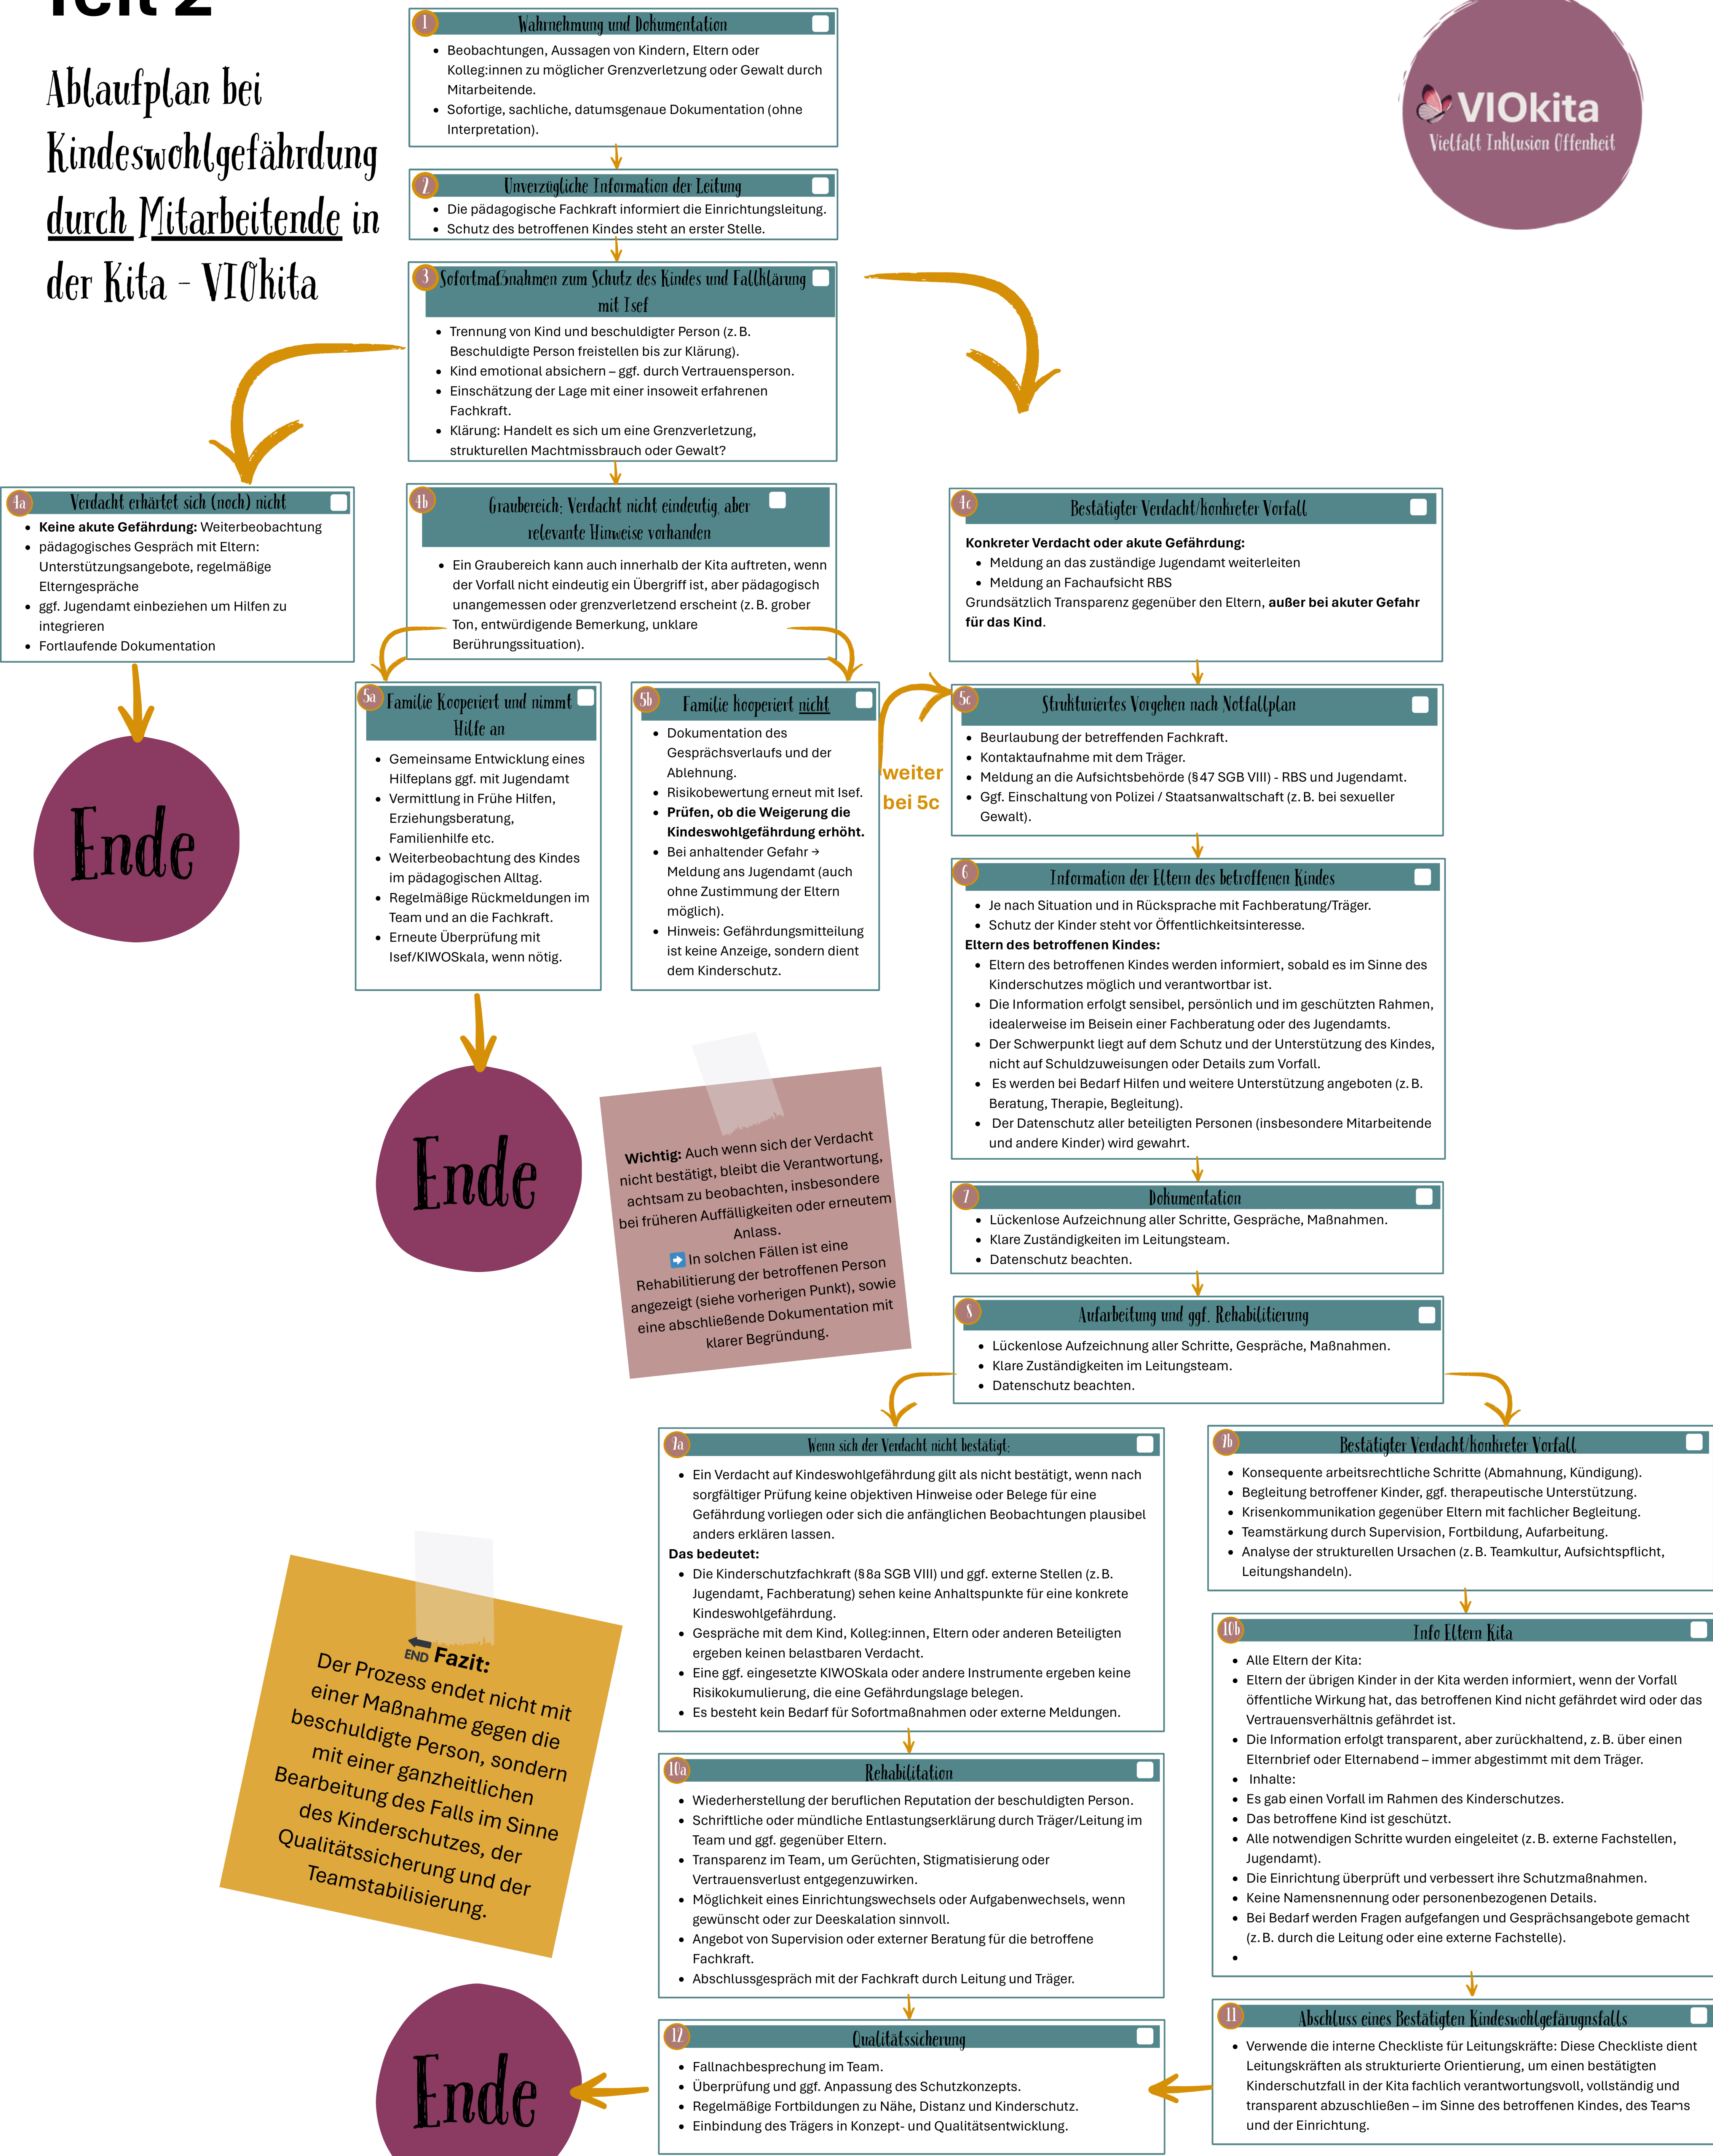 Teil 2
Ablaufplan bei
Kindeswohlgefährdung
durch Mitarbeitende in
der Kita - VIOkita
VIOkita
Vielfalt Inklusion Offenheit
1
Wahrnehmung und Dokumentation
• Beobachtungen, Aussagen von Kindern, Eltern oder
Kolleg:innen zu möglicher Grenzverletzung oder Gewalt durch
Mitarbeitende.
• Sofortige, sachliche, datumsgenaue Dokumentation (ohne
Interpretation).
2
Unverzügliche Information der Leitung
• Die pädagogische Fachkraft informiert die Einrichtungsleitung.
• Schutz des betroffenen Kindes steht an erster Stelle.
3
Sofortmaßnahmen zum Schutz des Kindes und Fallklärung
mit Isef
• Trennung von Kind und beschuldigter Person (z. B.
Beschuldigte Person freistellen bis zur Klärung).
• Kind emotional absichern – ggf. durch Vertrauensperson.
• Einschätzung der Lage mit einer insoweit erfahrenen
Fachkraft.
• Klärung: Handelt es sich um eine Grenzverletzung,
strukturellen Machtmissbrauch oder Gewalt?
4a
Verdacht erhärtet sich (noch) nicht
• Keine akute Gefährdung: Weiterbeobachtung
• pädagogisches Gespräch mit Eltern:
Unterstützungsangebote, regelmäßige
Elterngespräche
• ggf. Jugendamt einbeziehen um Hilfen zu
integrieren
• Fortlaufende Dokumentation
Ende
4b
Graubereich: Verdacht nicht eindeutig, aber
relevante Hinweise vorhanden
• Ein Graubereich kann auch innerhalb der Kita auftreten, wenn
der Vorfall nicht eindeutig ein Übergriff ist, aber pädagogisch
unangemessen oder grenzverletzend erscheint (z. B. grober
Ton, entwürdigende Bemerkung, unklare
Berührungssituation).
4c
Bestätigter Verdacht/konkreter Vorfall
Konkreter Verdacht oder akute Gefährdung:
• Meldung an das zuständige Jugendamt weiterleiten
• Meldung an Fachaufsicht RBS
Grundsätzlich Transparenz gegenüber den Eltern, außer bei akuter Gefahr
für das Kind.
5a
Familie Kooperiert und nimmt
Hilfe an
• Gemeinsame Entwicklung eines
Hilfeplans ggf. mit Jugendamt
• Vermittlung in Frühe Hilfen,
Erziehungsberatung,
Familienhilfe etc.
• Weiterbeobachtung des Kindes
im pädagogischen Alltag.
• Regelmäßige Rückmeldungen im
Team und an die Fachkraft.
• Erneute Überprüfung mit
Isef/KIWOSkala, wenn nötig.
Ende
5b
Familie kooperiert nicht
• Dokumentation des
Gesprächsverlaufs und der
Ablehnung.
• Risikobewertung erneut mit Isef.
• Prüfen, ob die Weigerung die
Kindeswohlgefährdung erhöht.
• Bei anhaltender Gefahr →
Meldung ans Jugendamt (auch
ohne Zustimmung der Eltern
möglich).
• Hinweis: Gefährdungsmitteilung
ist keine Anzeige, sondern dient
dem Kinderschutz.
weiter
bei 5c
5c
Strukturiertes Vorgehen nach Notfallplan
• Beurlaubung der betreffenden Fachkraft.
• Kontaktaufnahme mit dem Träger.
• Meldung an die Aufsichtsbehörde (§47 SGB VIII) - RBS und Jugendamt.
• Ggf. Einschaltung von Polizei / Staatsanwaltschaft (z. B. bei sexueller
Gewalt).
6
Information der Eltern des betroffenen Kindes
• Je nach Situation und in Rücksprache mit Fachberatung/Träger.
• Schutz der Kinder steht vor Öffentlichkeitsinteresse.
Eltern des betroffenen Kindes:
• Eltern des betroffenen Kindes werden informiert, sobald es im Sinne des
Kinderschutzes möglich und verantwortbar ist.
• Die Information erfolgt sensibel, persönlich und im geschützten Rahmen,
idealerweise im Beisein einer Fachberatung oder des Jugendamts.
• Der Schwerpunkt liegt auf dem Schutz und der Unterstützung des Kindes,
nicht auf Schuldzuweisungen oder Details zum Vorfall.
• Es werden bei Bedarf Hilfen und weitere Unterstützung angeboten (z. B.
Beratung, Therapie, Begleitung).
• Der Datenschutz aller beteiligten Personen (insbesondere Mitarbeitende
und andere Kinder) wird gewahrt.
Wichtig: Auch wenn sich der Verdacht
nicht bestätigt, bleibt die Verantwortung,
achtsam zu beobachten, insbesondere
bei früheren Auffälligkeiten oder erneutem
Anlass.
➡️ In solchen Fällen ist eine
Rehabilitierung der betroffenen Person
angezeigt (siehe vorherigen Punkt), sowie
eine abschließende Dokumentation mit
klarer Begründung.
7
Dokumentation
• Lückenlose Aufzeichnung aller Schritte, Gespräche, Maßnahmen.
• Klare Zuständigkeiten im Leitungsteam.
• Datenschutz beachten.
8
Aufarbeitung und ggf. Rehabilitierung
• Lückenlose Aufzeichnung aller Schritte, Gespräche, Maßnahmen.
• Klare Zuständigkeiten im Leitungsteam.
• Datenschutz beachten.
9a
Wenn sich der Verdacht nicht bestätigt:
• Ein Verdacht auf Kindeswohlgefährdung gilt als nicht bestätigt, wenn nach
sorgfältiger Prüfung keine objektiven Hinweise oder Belege für eine
Gefährdung vorliegen oder sich die anfänglichen Beobachtungen plausibel
anders erklären lassen.
Das bedeutet:
• Die Kinderschutzfachkraft (§8a SGB VIII) und ggf. externe Stellen (z. B.
Jugendamt, Fachberatung) sehen keine Anhaltspunkte für eine konkrete
Kindeswohlgefährdung.
• Gespräche mit dem Kind, Kolleg:innen, Eltern oder anderen Beteiligten
ergeben keinen belastbaren Verdacht.
• Eine ggf. eingesetzte KIWOSkala oder andere Instrumente ergeben keine
Risikokumulierung, die eine Gefährdungslage belegen.
• Es besteht kein Bedarf für Sofortmaßnahmen oder externe Meldungen.
9b
Bestätigter Verdacht/konkreter Vorfall
• Konsequente arbeitsrechtliche Schritte (Abmahnung, Kündigung).
• Begleitung betroffener Kinder, ggf. therapeutische Unterstützung.
• Krisenkommunikation gegenüber Eltern mit fachlicher Begleitung.
• Teamstärkung durch Supervision, Fortbildung, Aufarbeitung.
• Analyse der strukturellen Ursachen (z. B. Teamkultur, Aufsichtspflicht,
Leitungshandeln).
🔚 Fazit:
Der Prozess endet nicht mit
einer Maßnahme gegen die
beschuldigte Person, sondern
mit einer ganzheitlichen
Bearbeitung des Falls im Sinne
des Kinderschutzes, der
Qualitätssicherung und der
Teamstabilisierung.
10a
Rehabilitation
• Wiederherstellung der beruflichen Reputation der beschuldigten Person.
• Schriftliche oder mündliche Entlastungserklärung durch Träger/Leitung im
Team und ggf. gegenüber Eltern.
• Transparenz im Team, um Gerüchten, Stigmatisierung oder
Vertrauensverlust entgegenzuwirken.
• Möglichkeit eines Einrichtungswechsels oder Aufgabenwechsels, wenn
gewünscht oder zur Deeskalation sinnvoll.
• Angebot von Supervision oder externer Beratung für die betroffene
Fachkraft.
• Abschlussgespräch mit der Fachkraft durch Leitung und Träger.
10b
Info Eltern Kita
• Alle Eltern der Kita:
• Eltern der übrigen Kinder in der Kita werden informiert, wenn der Vorfall
öffentliche Wirkung hat, das betroffenen Kind nicht gefährdet wird oder das
Vertrauensverhältnis gefährdet ist.
• Die Information erfolgt transparent, aber zurückhaltend, z. B. über einen
Elternbrief oder Elternabend – immer abgestimmt mit dem Träger.
• Inhalte:
• Es gab einen Vorfall im Rahmen des Kinderschutzes.
• Das betroffene Kind ist geschützt.
• Alle notwendigen Schritte wurden eingeleitet (z. B. externe Fachstellen,
Jugendamt).
• Die Einrichtung überprüft und verbessert ihre Schutzmaßnahmen.
• Keine Namensnennung oder personenbezogenen Details.
• Bei Bedarf werden Fragen aufgefangen und Gesprächsangebote gemacht
(z. B. durch die Leitung oder eine externe Fachstelle).
•
11
Abschluss eines Bestätigten Kindeswohlgefärugnsfalls
• Verwende die interne Checkliste für Leitungskräfte: Diese Checkliste dient
Leitungskräften als strukturierte Orientierung, um einen bestätigten
Kinderschutzfall in der Kita fachlich verantwortungsvoll, vollständig und
transparent abzuschließen – im Sinne des betroffenen Kindes, des Teams
und der Einrichtung.
12
Qualitätssicherung
• Fallnachbesprechung im Team.
• Überprüfung und ggf. Anpassung des Schutzkonzepts.
• Regelmäßige Fortbildungen zu Nähe, Distanz und Kinderschutz.
• Einbindung des Trägers in Konzept- und Qualitätsentwicklung.
Ende